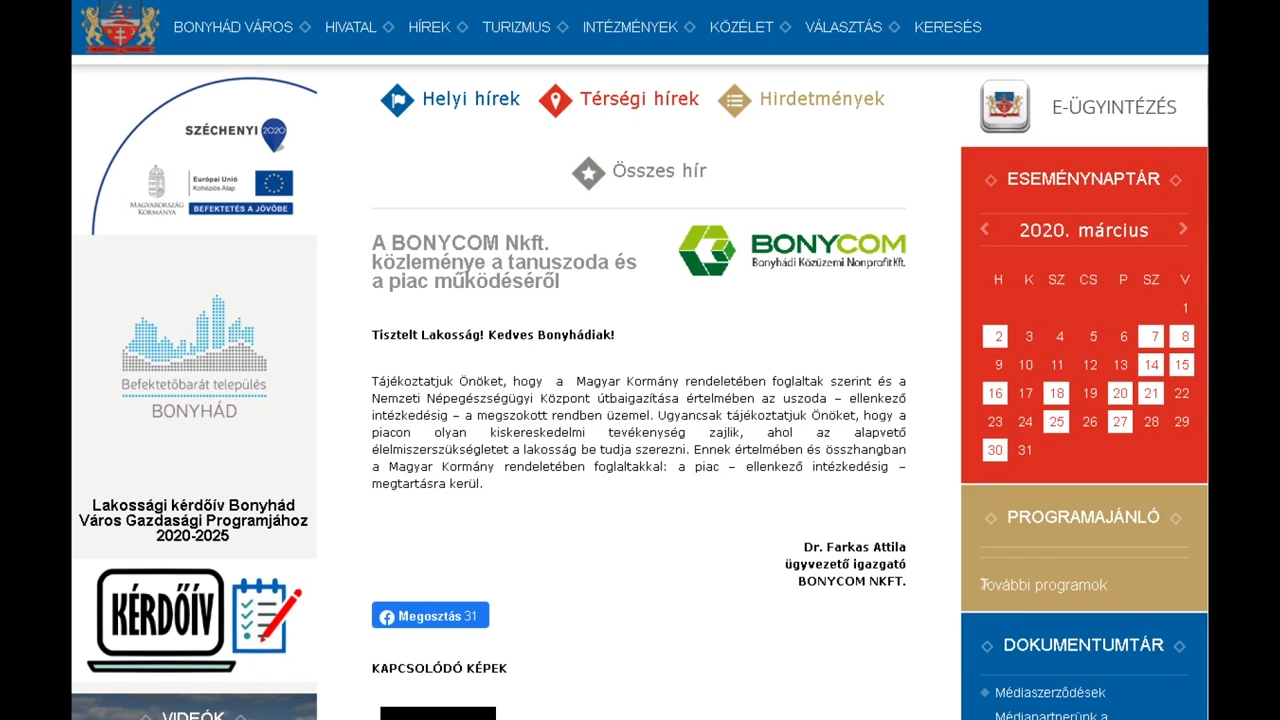 BONYHÁD VÁROS HIVATAL HÍREK TURIZMUS INTÉZMÉNYEK KÖZÉLET VÁLASZTÁS KERESÉS
SZÉCHENYI 2020
MAGYARORSZÁG
KORMÁNYA
Európai Unió
Kohéziós Alap
BEFEKTETÉS A JÖVŐBE
Befektetőbarát település
BONYHÁD
Lakossági kérdőív Bonyhád
Város Gazdasági Programjához
2020-2025
KÉRDŐÍV
VIDEÓK
Helyi hírek Térségi hírek Hirdetmények
Összes hír
A BONYCOM Nkft.
közleménye a tanuszoda és
a piac működéséről
BONYCOM
Bonyhádi Közüzemi Nonprofit Kft.
Tisztelt Lakosság! Kedves Bonyhádiak!
Tájékoztatjuk Önöket, hogy a Magyar Kormány rendeletében foglaltak szerint és a
Nemzeti Népegészségügyi Központ útbaigazítása értelmében az uszoda – ellenkező
intézkedésig – a megszokott rendben üzemel. Ugyancsak tájékoztatjuk Önöket, hogy a
piacon olyan kiskereskedelmi tevékenység zajlik, ahol az alapvető
élelmiszerszükségletet a lakosság be tudja szerezni. Ennek értelmében és összhangban
a Magyar Kormány rendeletében foglaltakkal: a piac – ellenkező intézkedésig –
megtartásra kerül.
Dr. Farkas Attila
ügyvezető igazgató
BONYCOM NKFT.
Megosztás 31
KAPCSOLÓDÓ KÉPEK
E-ÜGYINTÉZÉS
ESEMÉNYNAPTÁR
2020. március
H K SZ CS P SZ V
1
2 3 4 5 6 7 8
9 10 11 12 13 14 15
16 17 18 19 20 21 22
23 24 25 26 27 28 29
30 31
PROGRAMAJÁNLÓ
További programok
DOKUMENTUMTÁR
Médiaszerződések
Médiapartnerünk a